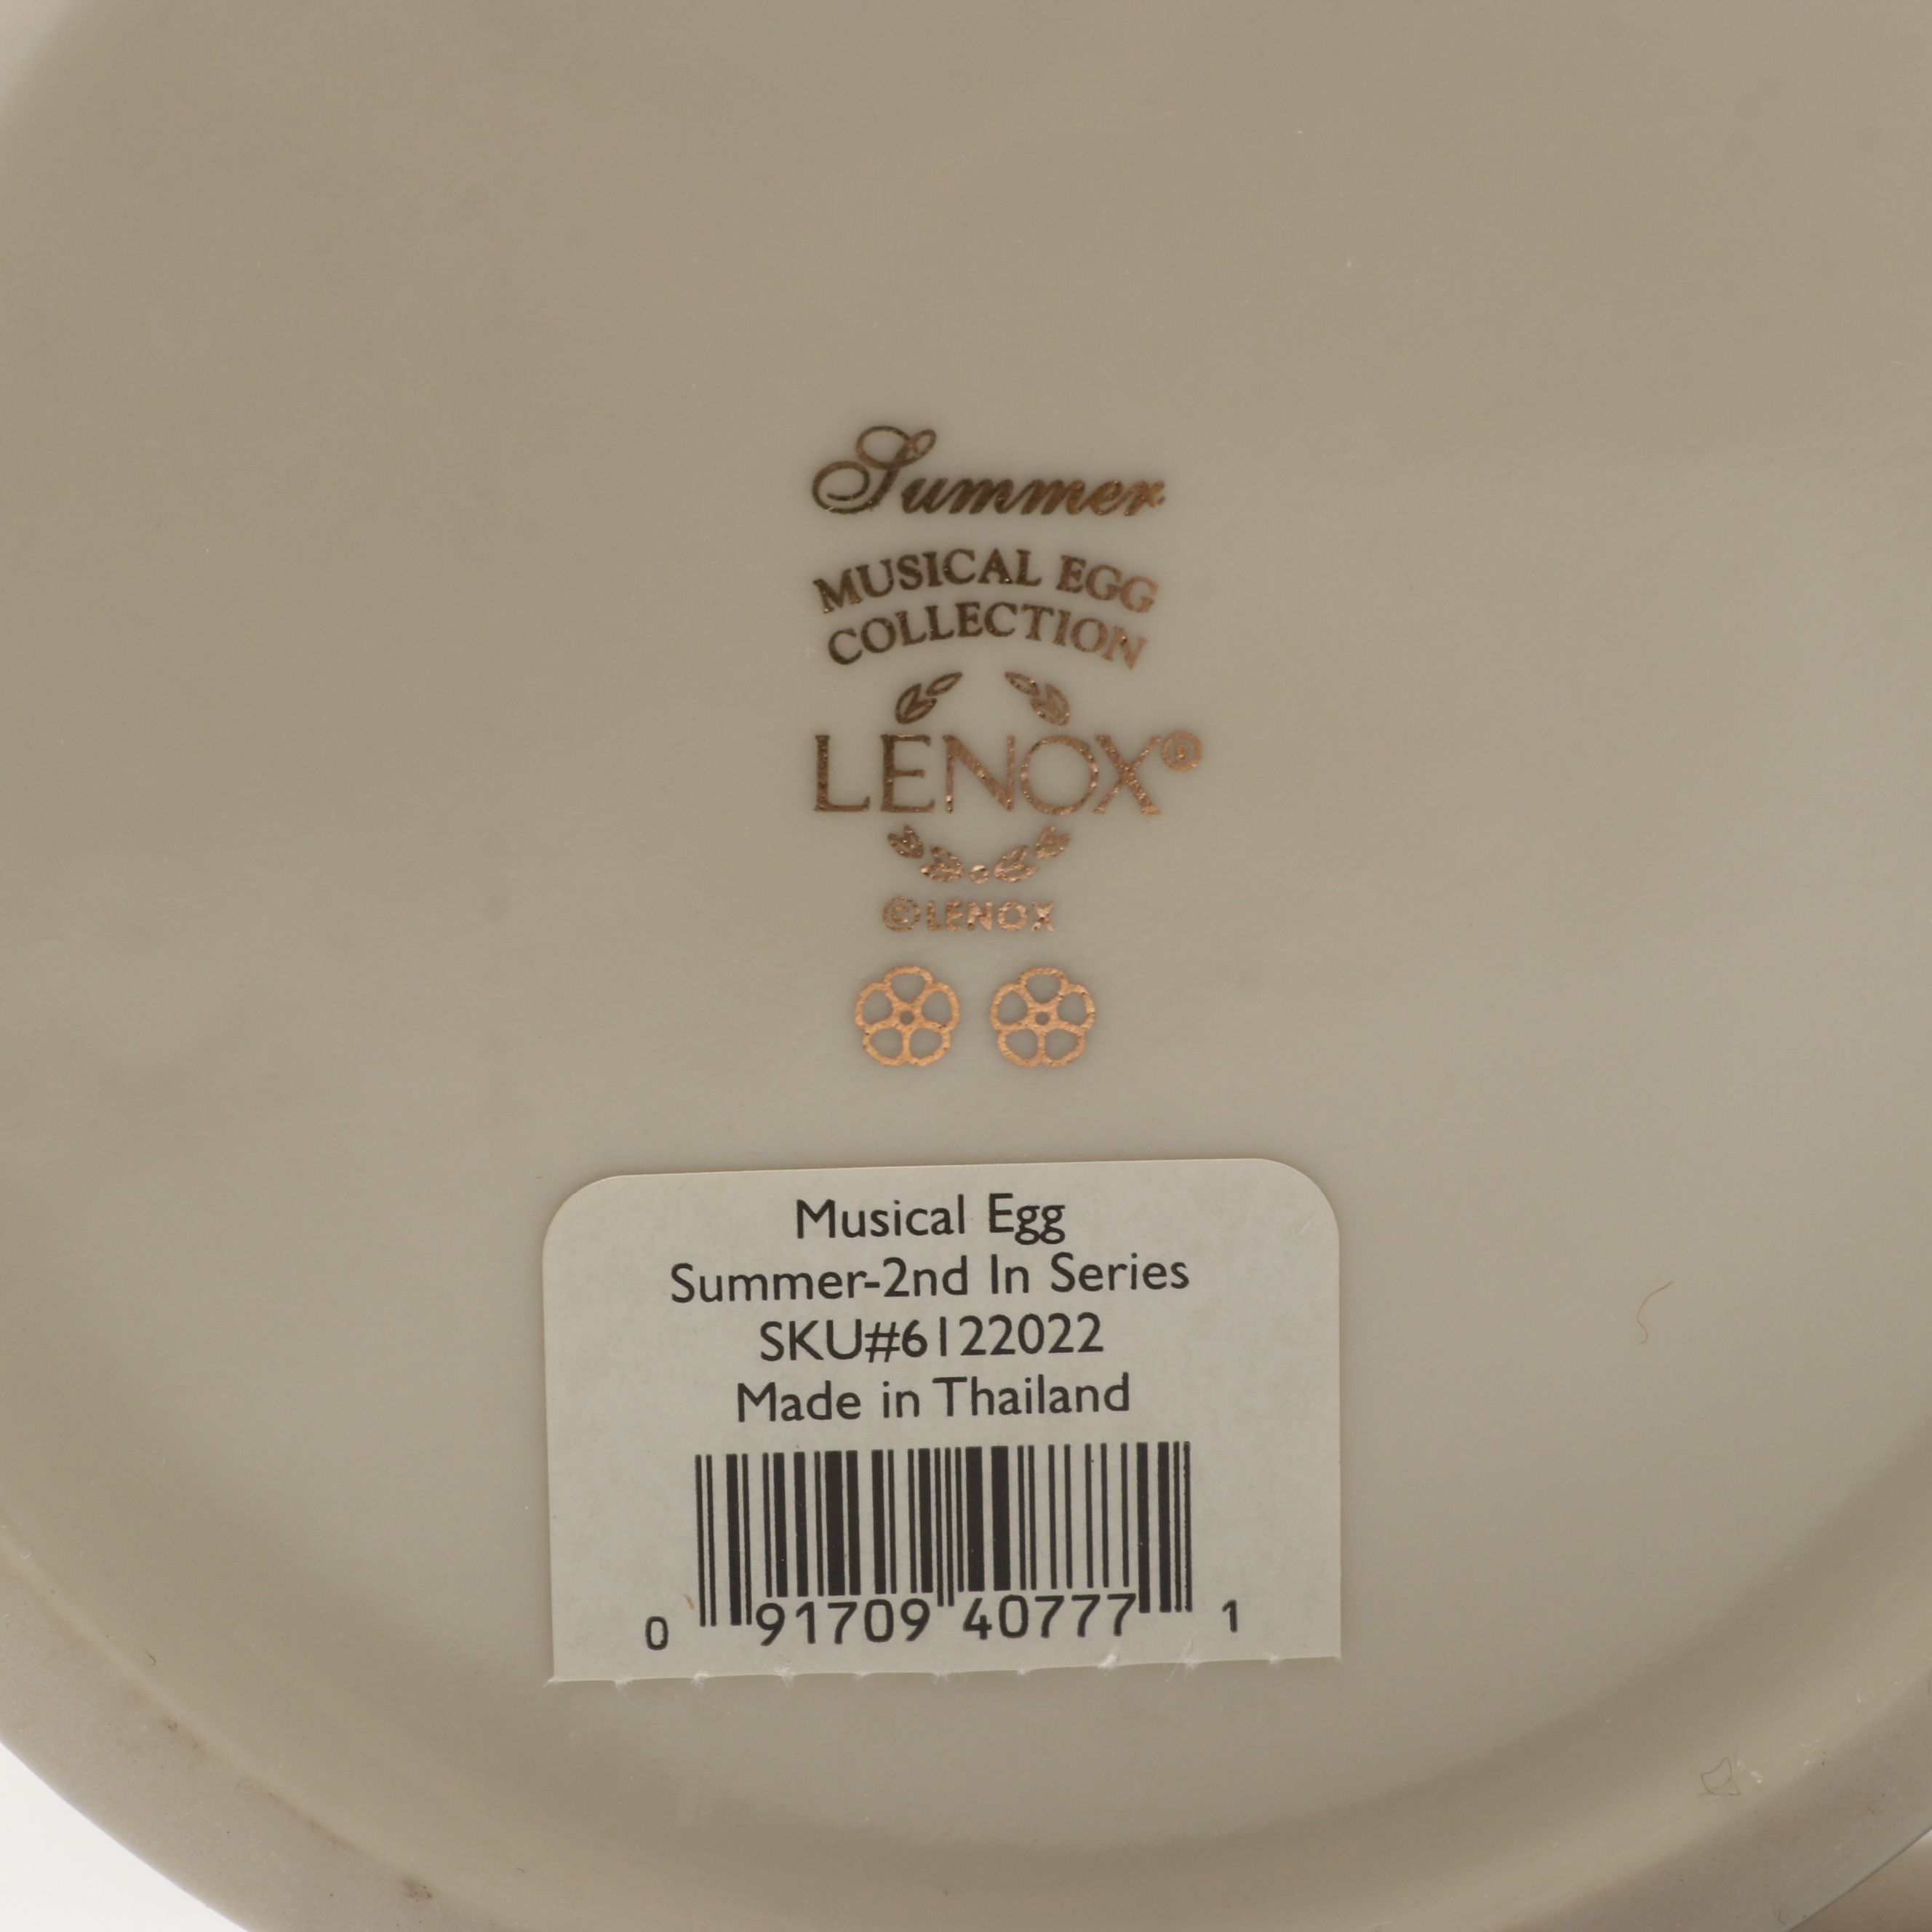 Summer
MUSICAL EGG
COLLECTION
LENOX®
©LENOX
Musical Egg
Summer-2nd In Series
SKU#6122022
Made in Thailand
0 91709 40777 1